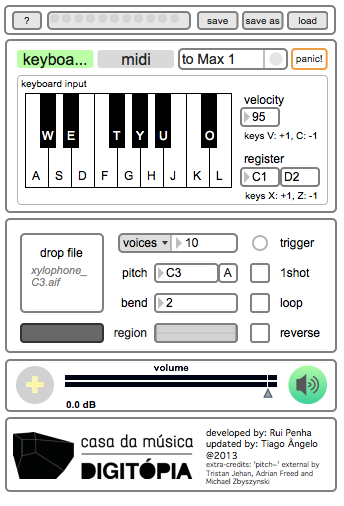 ?
save
save as
load
keyboa...
midi
to Max 1
panic!
keyboard input
W E T Y U O
A S D F G H J K L
velocity
95
keys V: +1, C: -1
register
C1 D2
keys X: +1, Z: -1
drop file
xylophone_
C3.aif
voices 10
trigger
pitch C3 A
1shot
bend 2
loop
region
reverse
volume
0.0 dB
casa da música
DIGITÓPIA
developed by: Rui Penha
updated by: Tiago Ângelo
@2013
extra-credits: 'pitch~' external by
Tristan Jehan, Adrian Freed and
Michael Zbyszynski